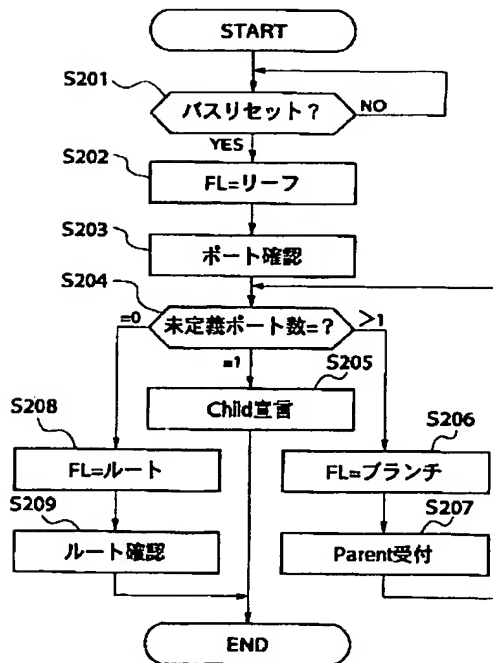 START
S201
バスリセット？
NO
YES
S202
FL=リーフ
S203
ポート確認
S204
未定義ポート数=？
=0
=1
＞1
S205
Child宣言
S208
FL=ルート
S206
FL=ブランチ
S209
ルート確認
S207
Parent受付
END